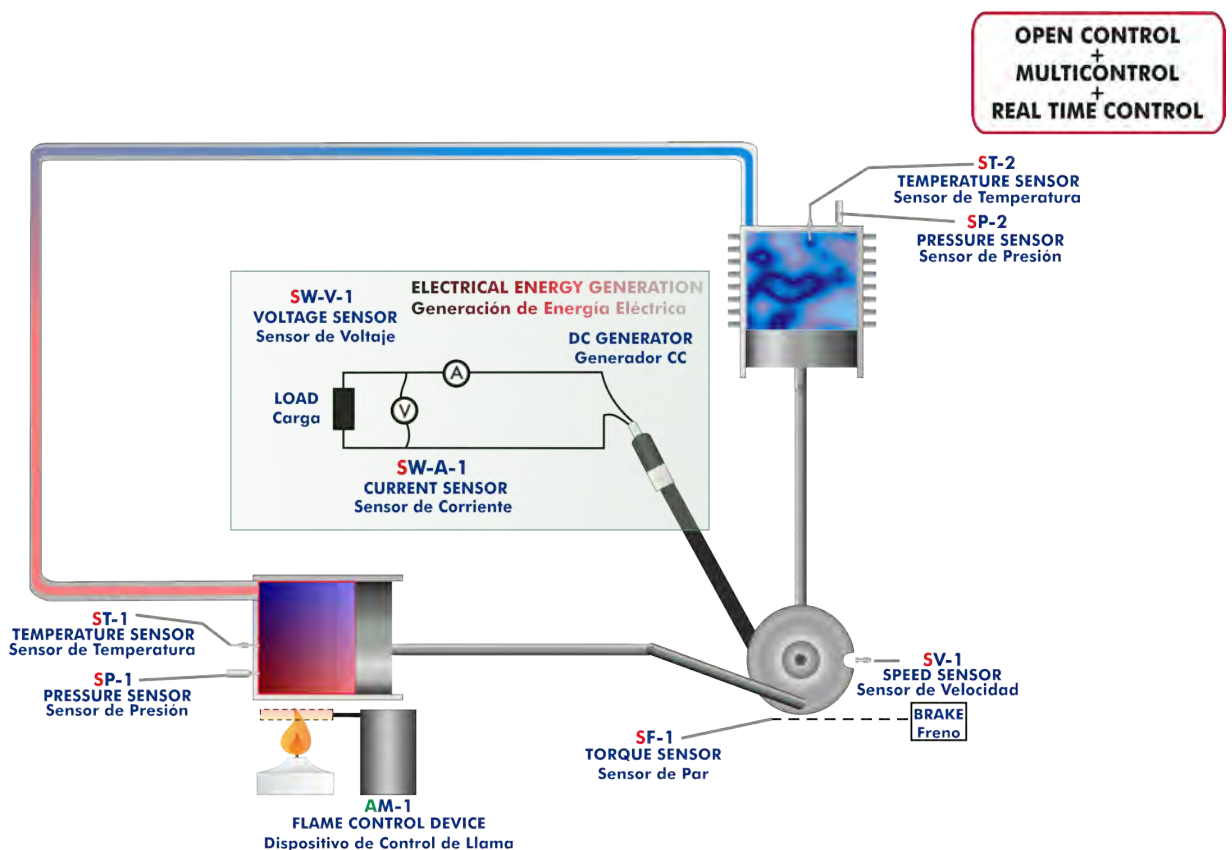 OPEN CONTROL
+
MULTICONTROL
+
REAL TIME CONTROL
ST-2
TEMPERATURE SENSOR
Sensor de Temperatura
SP-2
PRESSURE SENSOR
Sensor de Presión
ELECTRICAL ENERGY GENERATION
Generación de Energía Eléctrica
SW-V-1
VOLTAGE SENSOR
Sensor de Voltaje
DC GENERATOR
Generador CC
A
LOAD
Carga
V
SW-A-1
CURRENT SENSOR
Sensor de Corriente
ST-1
TEMPERATURE SENSOR
Sensor de Temperatura
SP-1
PRESSURE SENSOR
Sensor de Presión
SV-1
SPEED SENSOR
Sensor de Velocidad
BRAKE
Freno
SF-1
TORQUE SENSOR
Sensor de Par
AM-1
FLAME CONTROL DEVICE
Dispositivo de Control de Llama